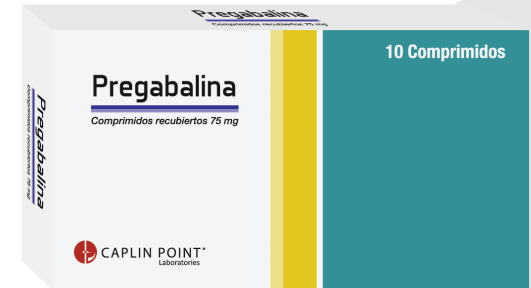 Pregabalina
Comprimidos recubiertos 75 mg
10 Comprimidos
Pregabalina
Comprimidos recubiertos 75 mg
Pregabalina
Comprimidos recubiertos 75 mg
CAPLIN POINT
Laboratories